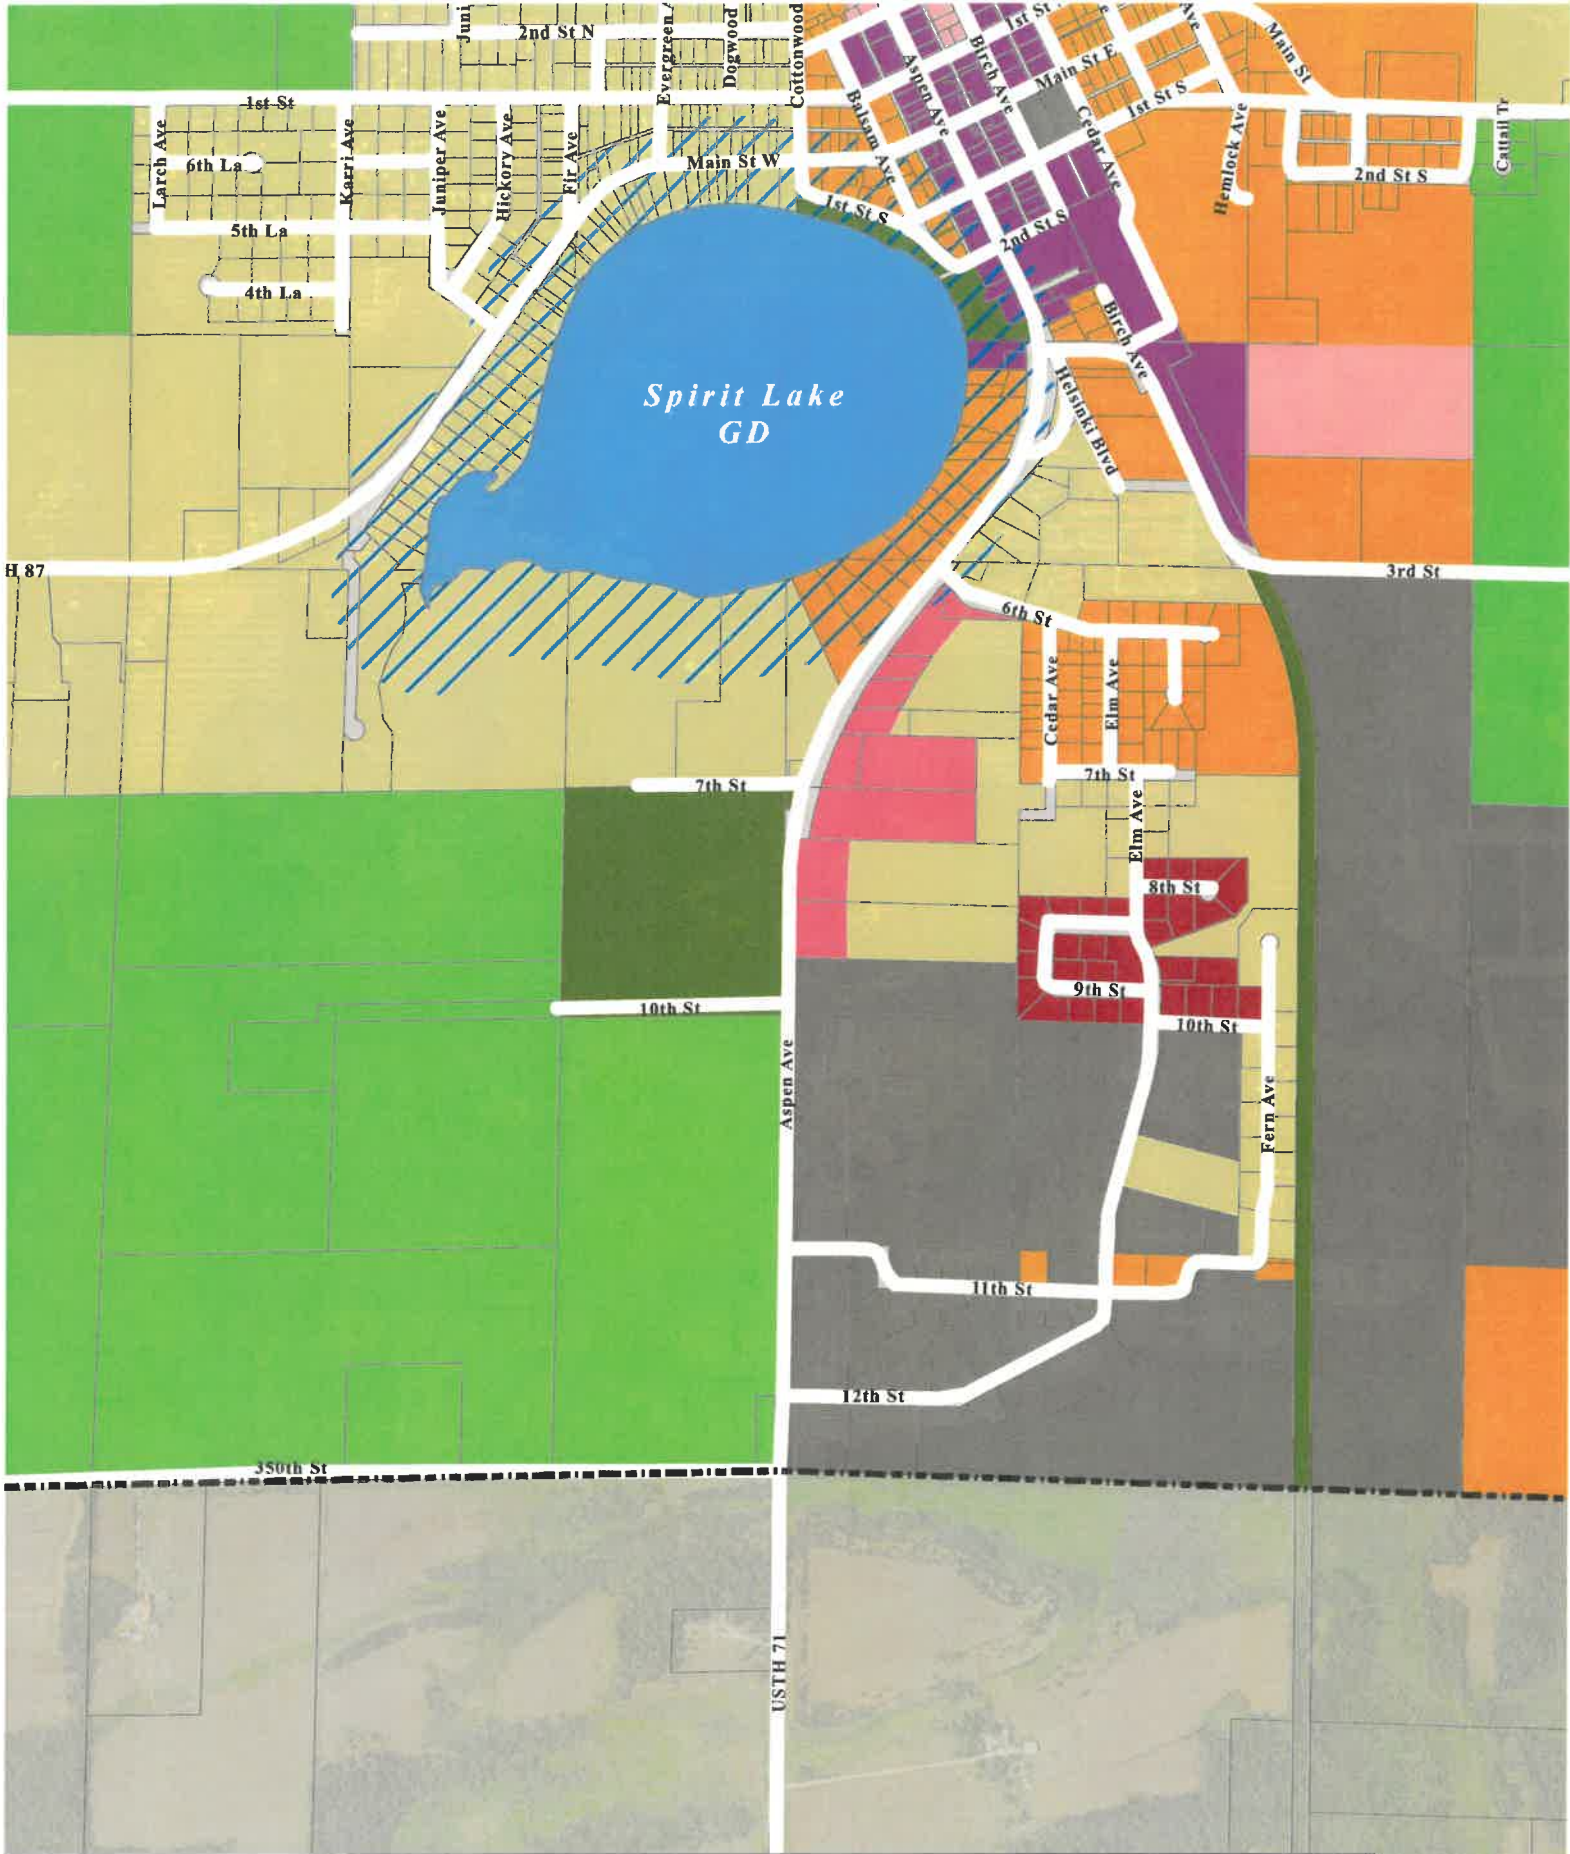 Juni
2nd St N
Evergreen
Dogwood
Cottonwood
1st St
Birch Ave
Aspen Ave
Main St E
Ave
Main St
1st St
Larch Ave
6th La
Karri Ave
Juniper Ave
Hickory Ave
Fir Ave
Main St W
Balsam Ave
Cedar Ave
1st St S
Hemlock Ave
2nd St S
Cattail Tr
5th La
1st St S
2nd St S
4th La
Birch Ave
Helsinki Blvd
Spirit Lake
GD
H 87
3rd St
6th St
Cedar Ave
Elm Ave
7th St
7th St
Elm Ave
8th St
9th St
10th St
10th St
Aspen Ave
Fern Ave
11th St
12th St
350th St
USTH 71